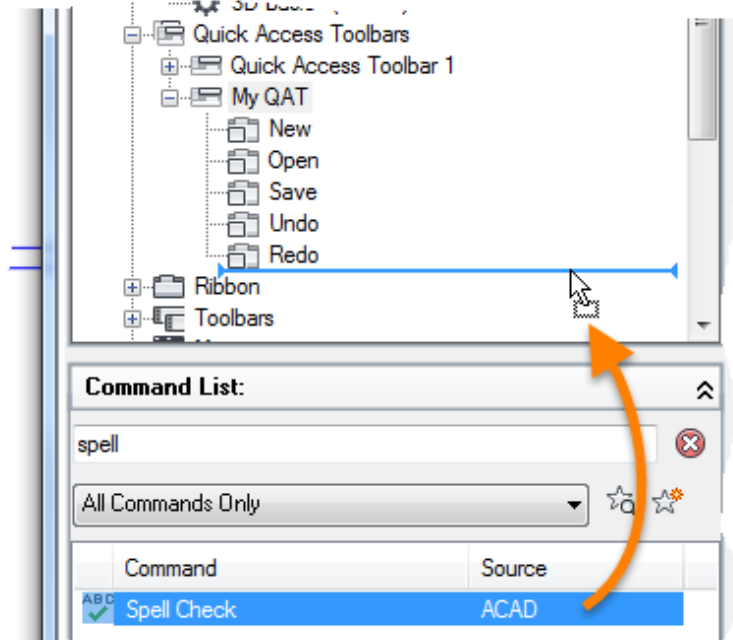 Quick Access Toolbars
Quick Access Toolbar 1
My QAT
New
Open
Save
Undo
Redo
Ribbon
Toolbars
Command List:
spell
All Commands Only
Command Source
ABC Spell Check ACAD